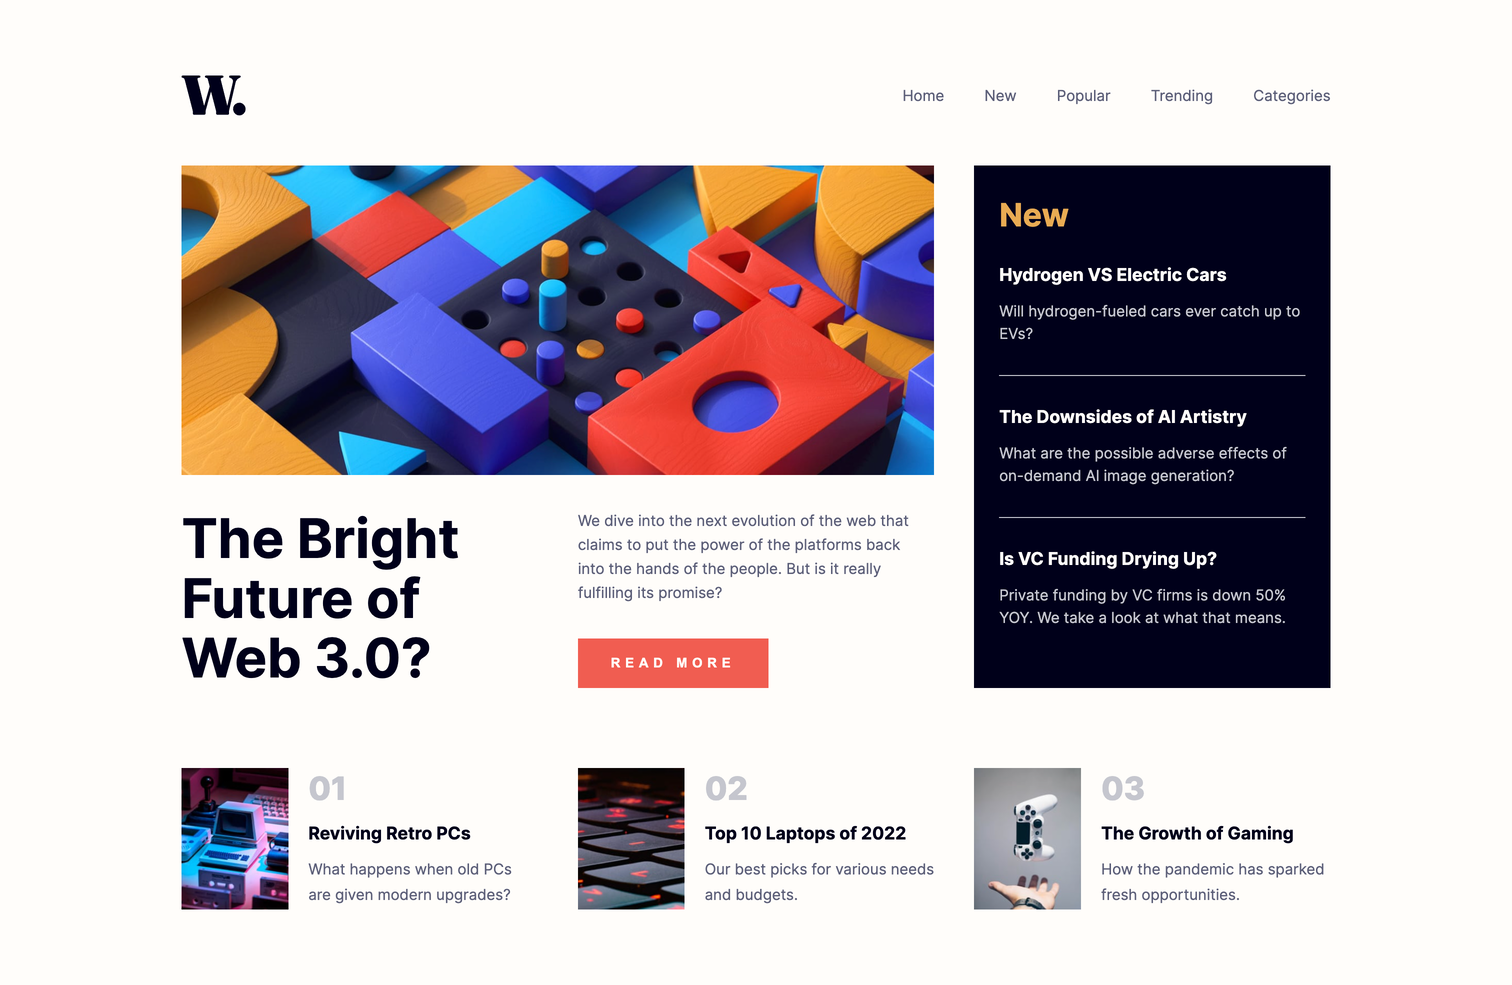 W.
Home New Popular Trending Categories
New
Hydrogen VS Electric Cars
Will hydrogen-fueled cars ever catch up to
EVs?
The Downsides of AI Artistry
What are the possible adverse effects of
on-demand AI image generation?
Is VC Funding Drying Up?
Private funding by VC firms is down 50%
YOY. We take a look at what that means.
The Bright
Future of
Web 3.0?
We dive into the next evolution of the web that
claims to put the power of the platforms back
into the hands of the people. But is it really
fulfilling its promise?
READ MORE
01
Reviving Retro PCs
What happens when old PCs
are given modern upgrades?
02
Top 10 Laptops of 2022
Our best picks for various needs
and budgets.
03
The Growth of Gaming
How the pandemic has sparked
fresh opportunities.